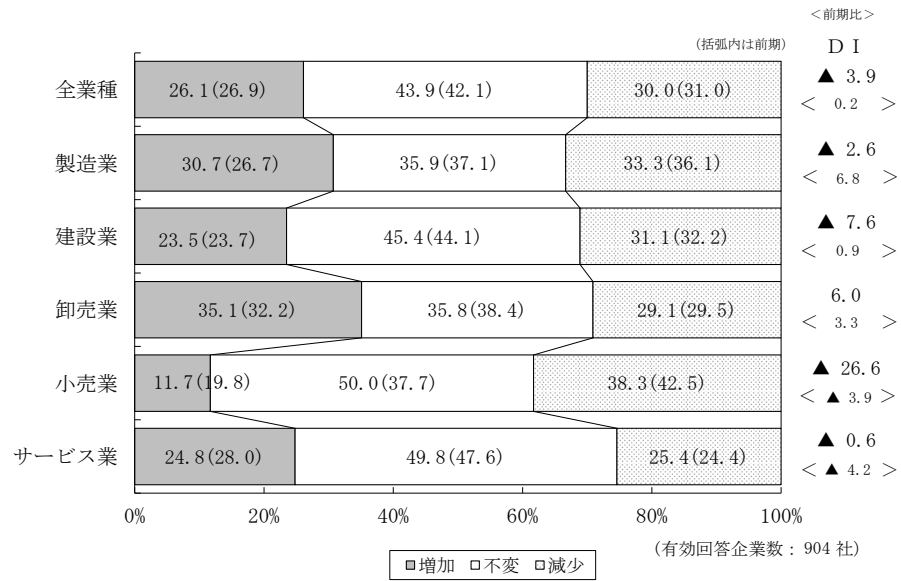 ＜前期比＞
(括弧内は前期) ＤＩ
全業種 26.1(26.9) 43.9(42.1) 30.0(31.0) ▲ 3.9
＜ 0.2 ＞
製造業 30.7(26.7) 35.9(37.1) 33.3(36.1) ▲ 2.6
＜ 6.8 ＞
建設業 23.5(23.7) 45.4(44.1) 31.1(32.2) ▲ 7.6
＜ 0.9 ＞
卸売業 35.1(32.2) 35.8(38.4) 29.1(29.5) 6.0
＜ 3.3 ＞
小売業 11.7(19.8) 50.0(37.7) 38.3(42.5) ▲ 26.6
＜ ▲ 3.9 ＞
サービス業 24.8(28.0) 49.8(47.6) 25.4(24.4) ▲ 0.6
＜ ▲ 4.2 ＞
0% 20% 40% 60% 80% 100%
(有効回答企業数：904 社)
増加 不変 減少